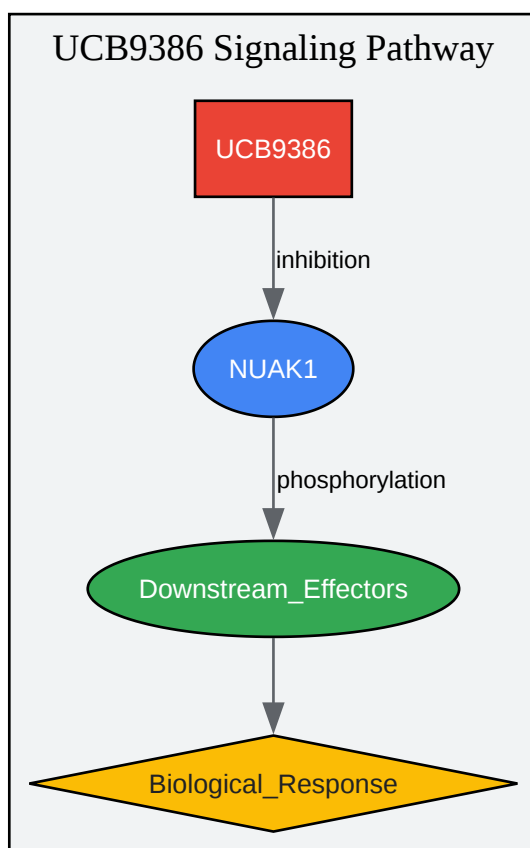 UCB9386 Signaling Pathway
UCB9386
inhibition
NUAK1
phosphorylation
Downstream_Effectors
Biological_Response